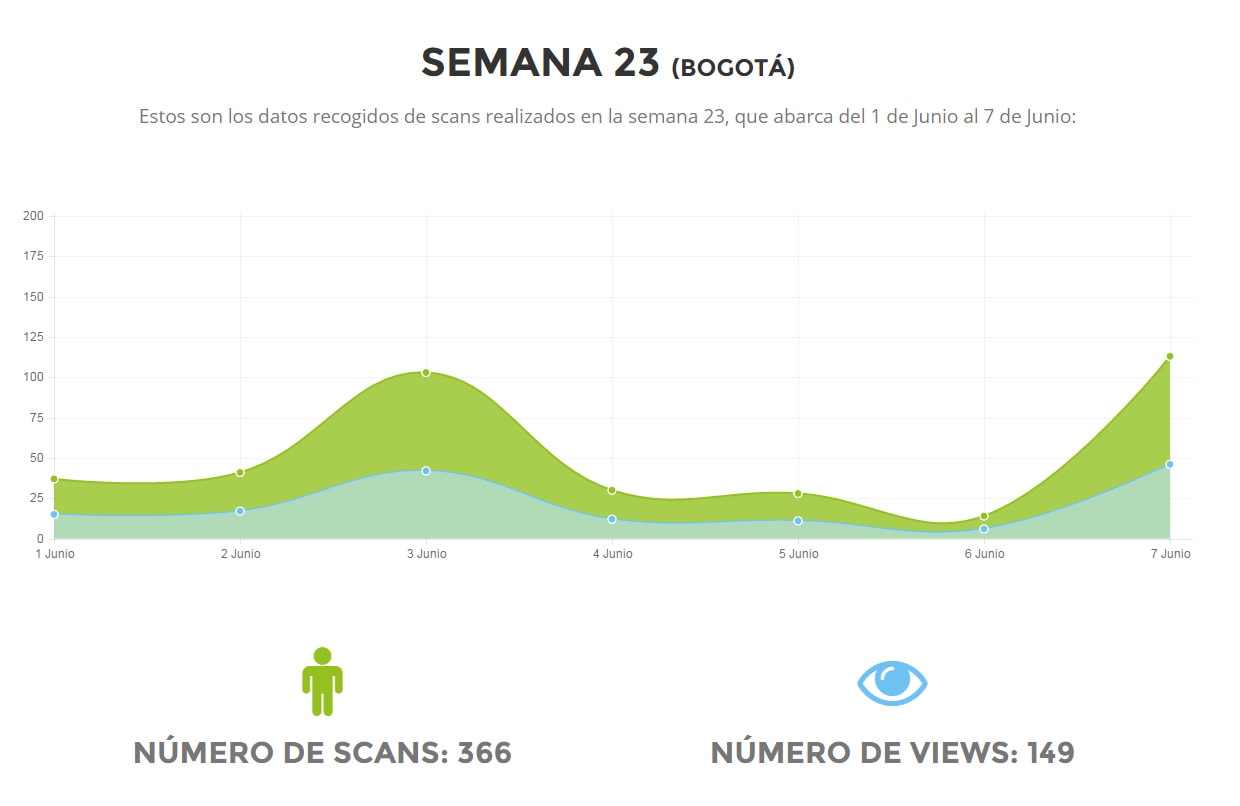 SEMANA 23 (BOGOTÁ)
Estos son los datos recogidos de scans realizados en la semana 23, que abarca del 1 de Junio al 7 de Junio:
200
175
150
125
100
75
50
25
0
1 Junio 2 Junio 3 Junio 4 Junio 5 Junio 6 Junio 7 Junio
NÚMERO DE SCANS: 366 NÚMERO DE VIEWS: 149